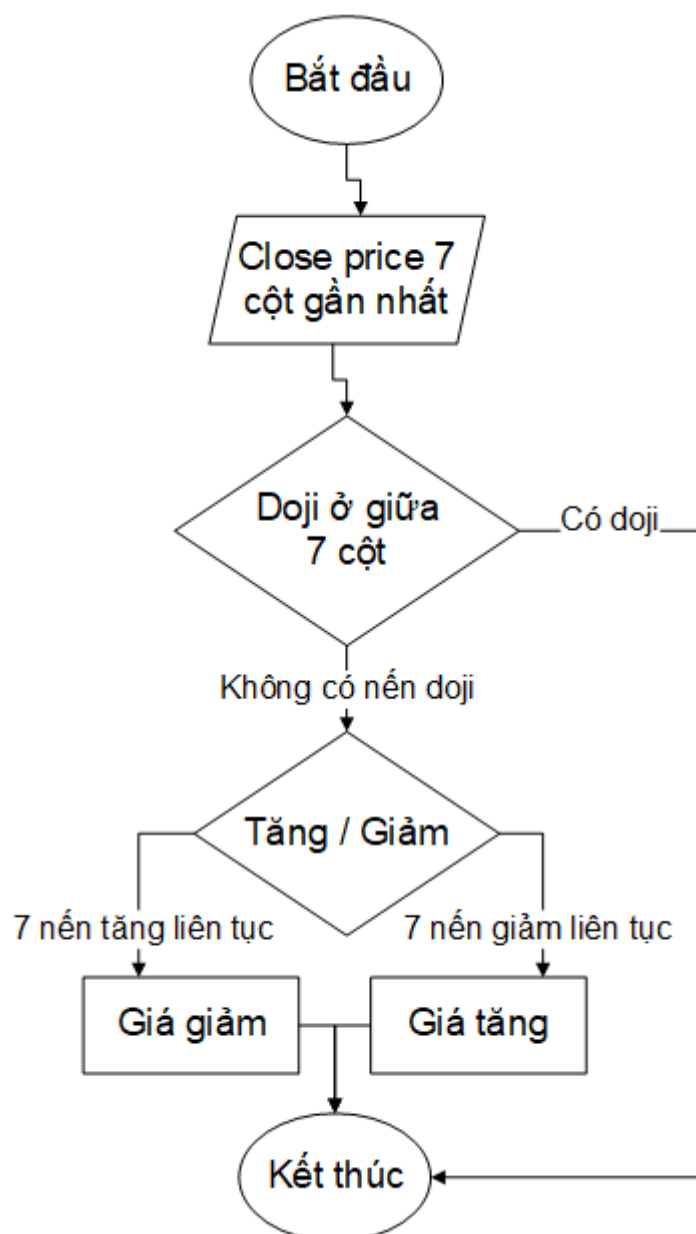 Bắt đầu
Close price 7
cột gần nhất
Doji ở giữa
7 cột
Có doji
Không có nến doji
Tăng / Giảm
7 nến tăng liên tục
7 nến giảm liên tục
Giá giảm
Giá tăng
Kết thúc